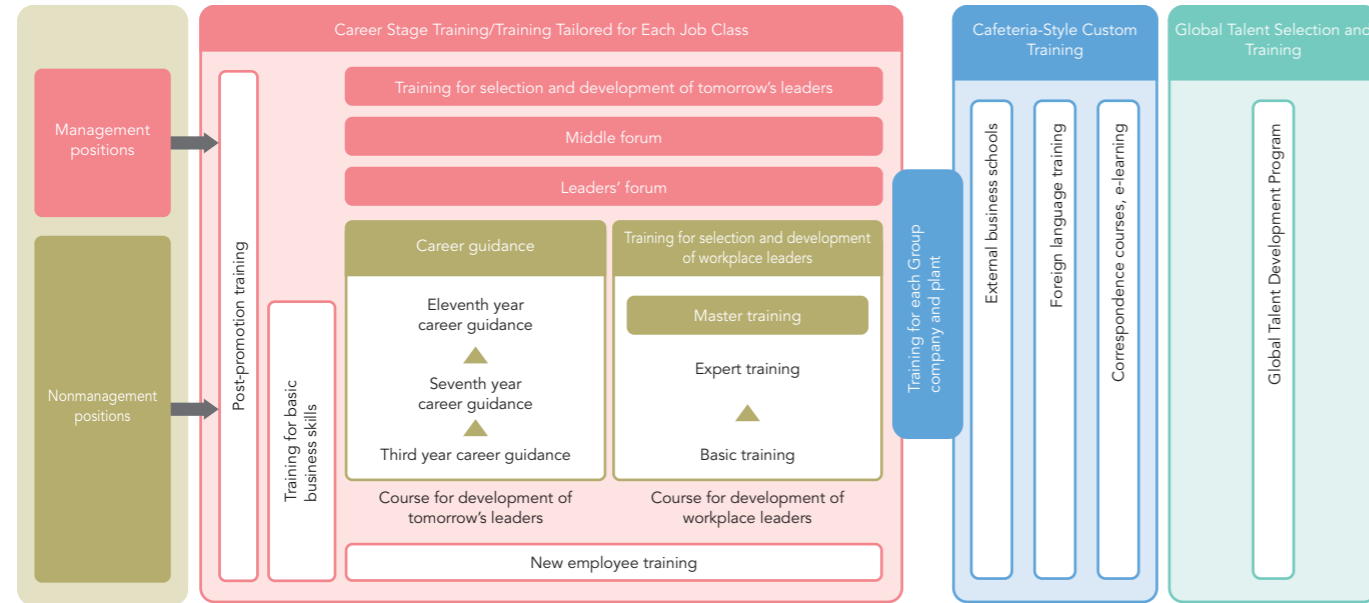 Career Stage Training/Training Tailored for Each Job Class
Cafeteria-Style Custom
Training
Global Talent Selection and
Training
Management
positions
Nonmanagement
positions
Post-promotion training
Training for basic
business skills
Training for selection and development of tomorrow's leaders
Middle forum
Leaders' forum
Career guidance
Eleventh year
career guidance
Seventh year
career guidance
Third year career guidance
Course for development of
tomorrow's leaders
Training for selection and development
of workplace leaders
Master training
Expert training
Basic training
Course for development of
workplace leaders
New employee training
Training for each Group
company and plant
External business schools
Foreign language training
Correspondence courses, e-learning
Global Talent Development Program